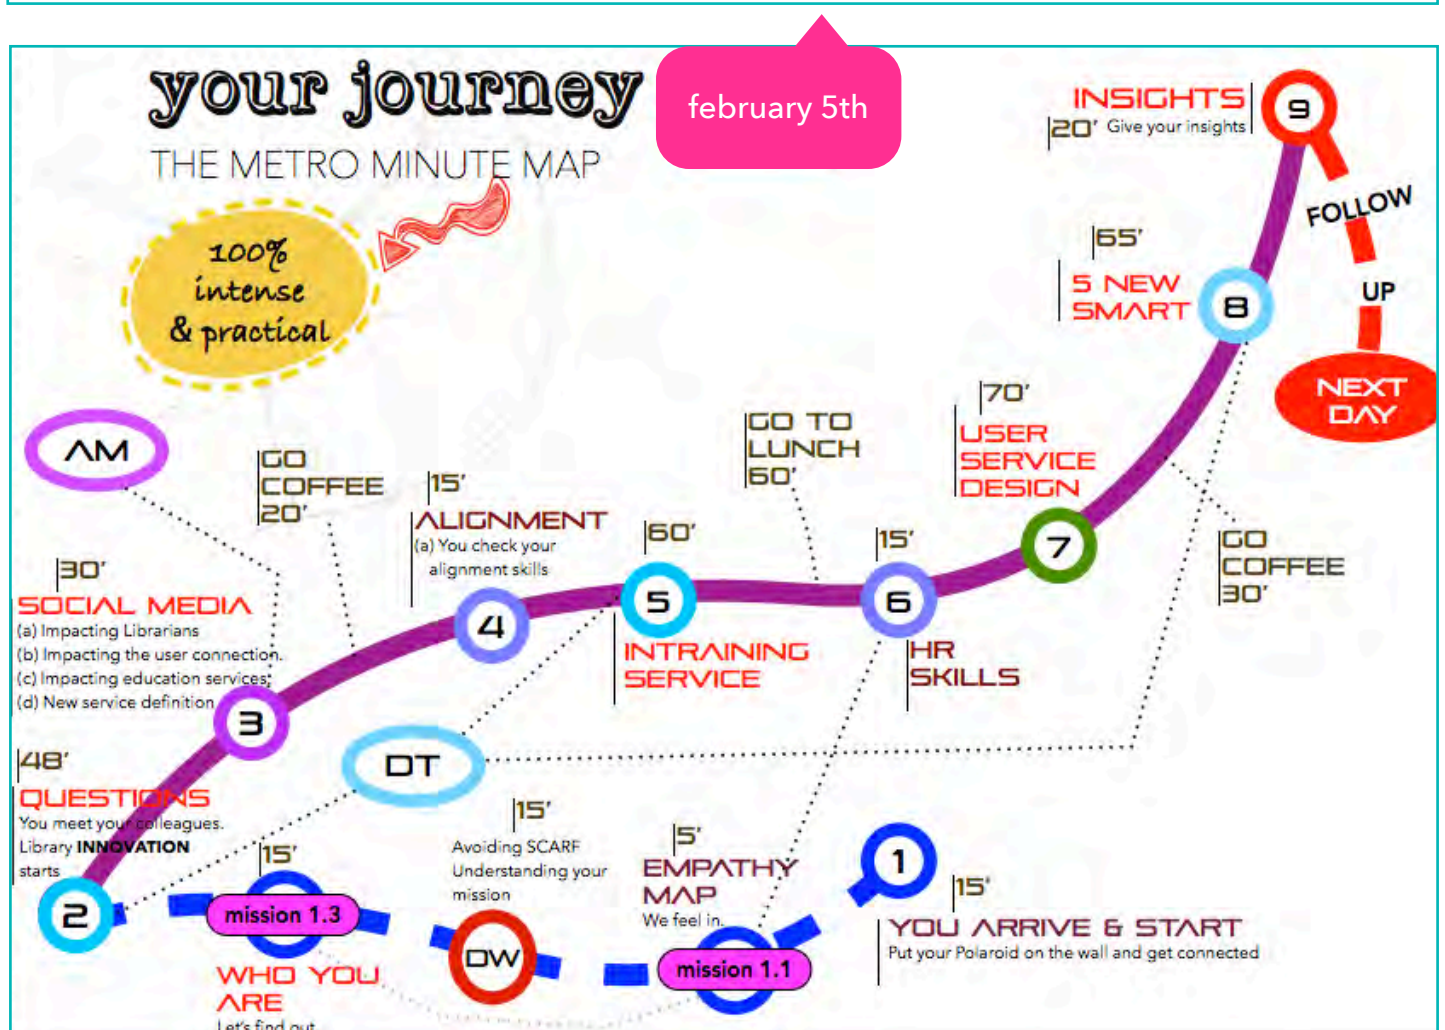 your journey
THE METRO MINUTE MAP
february 5th
100%
intense
& practical
INSIGHTS
20' Give your insights
9
FOLLOW
UP
NEXT
DAY
65'
5 NEW
SMART
8
70'
USER
SERVICE
DESIGN
7
GO
COFFEE
30'
GO TO
LUNCH
60'
15'
6
HR
SKILLS
60'
5
INTRAINING
SERVICE
15'
ALIGNMENT
(a) You check your
alignment skills
4
GO
COFFEE
20'
AM
30'
SOCIAL MEDIA
(a) Impacting Librarians
(b) Impacting the user connection.
(c) Impacting education services;
(d) New service definition
3
DT
48'
QUESTIONS
You meet your colleagues.
Library INNOVATION
starts
2
15'
mission 1.3
WHO YOU
ARE
Let's find out
15'
Avoiding SCARF
Understanding your
mission
DW
5'
EMPATHY
MAP
We feel in.
mission 1.1
1
15'
YOU ARRIVE & START
Put your Polaroid on the wall and get connected